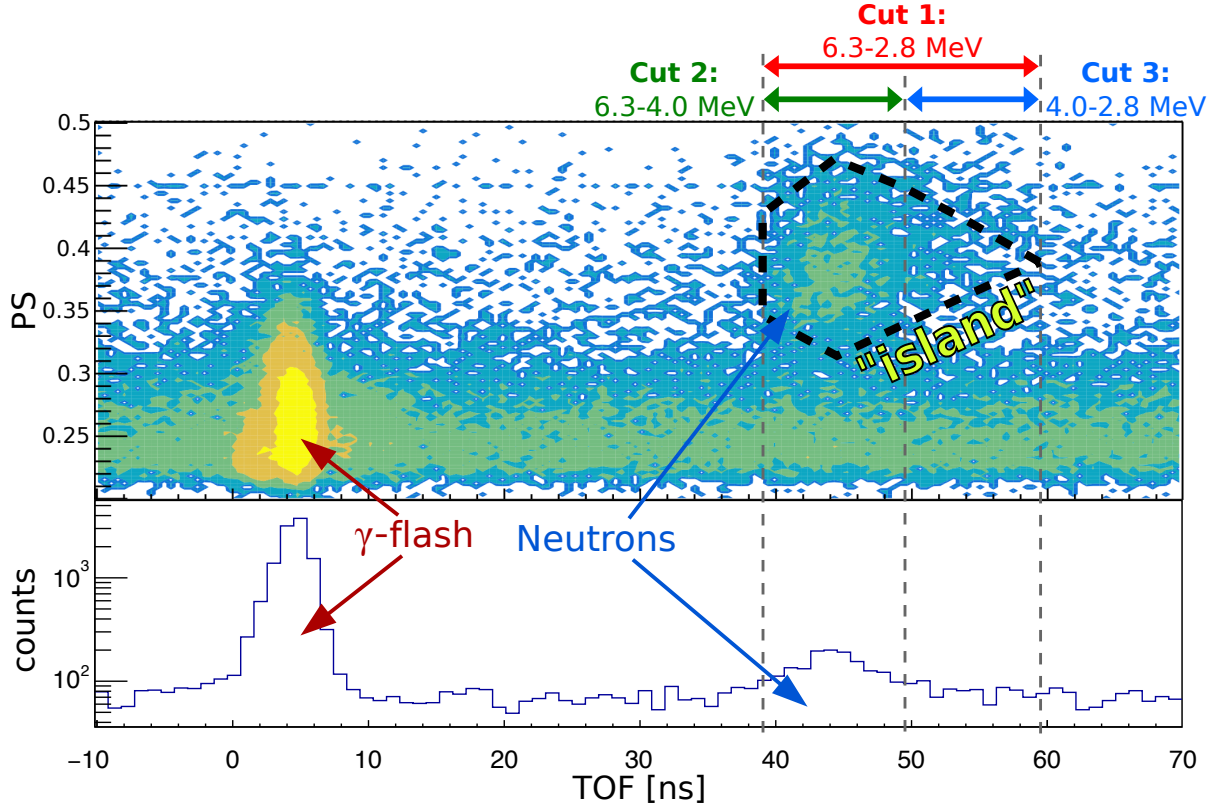 Cut 1:
6.3-2.8 MeV
Cut 2:
6.3-4.0 MeV
Cut 3:
4.0-2.8 MeV
0.5
0.45
0.4
0.35
0.3
0.25
PS
"island"
γ-flash
Neutrons
10³
10²
counts
−10
0
10
20
30
40
50
60
70
TOF [ns]